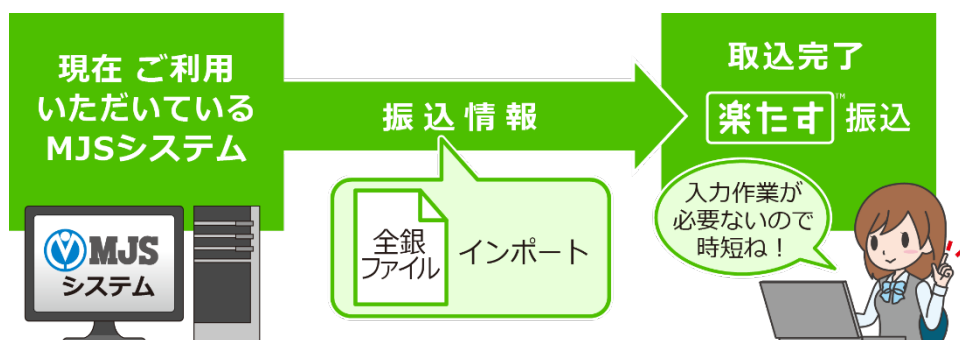 現在 ご利用
いただいている
MJSシステム
振込情報
取込完了
楽たす™振込
全銀
ファイル
インポート
入力作業が
必要ないので
時短ね！
MJS
システム